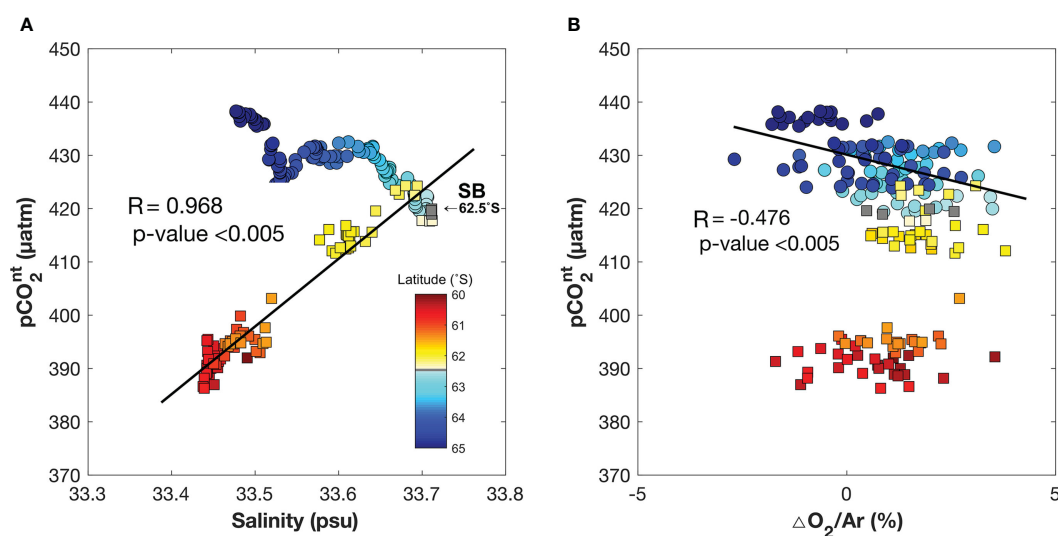 A
450
440
430
420
410
400
390
380
370
pCO₂ⁿᵗ (µatm)
R = 0.968
p-value <0.005
SB
←62.5°S
Latitude (°S)
60
61
62
63
64
65
33.3
33.4
33.5
33.6
33.7
33.8
Salinity (psu)
B
450
440
430
420
410
400
390
380
370
pCO₂ⁿᵗ (µatm)
R = -0.476
p-value <0.005
-5
0
5
△O₂/Ar (%)